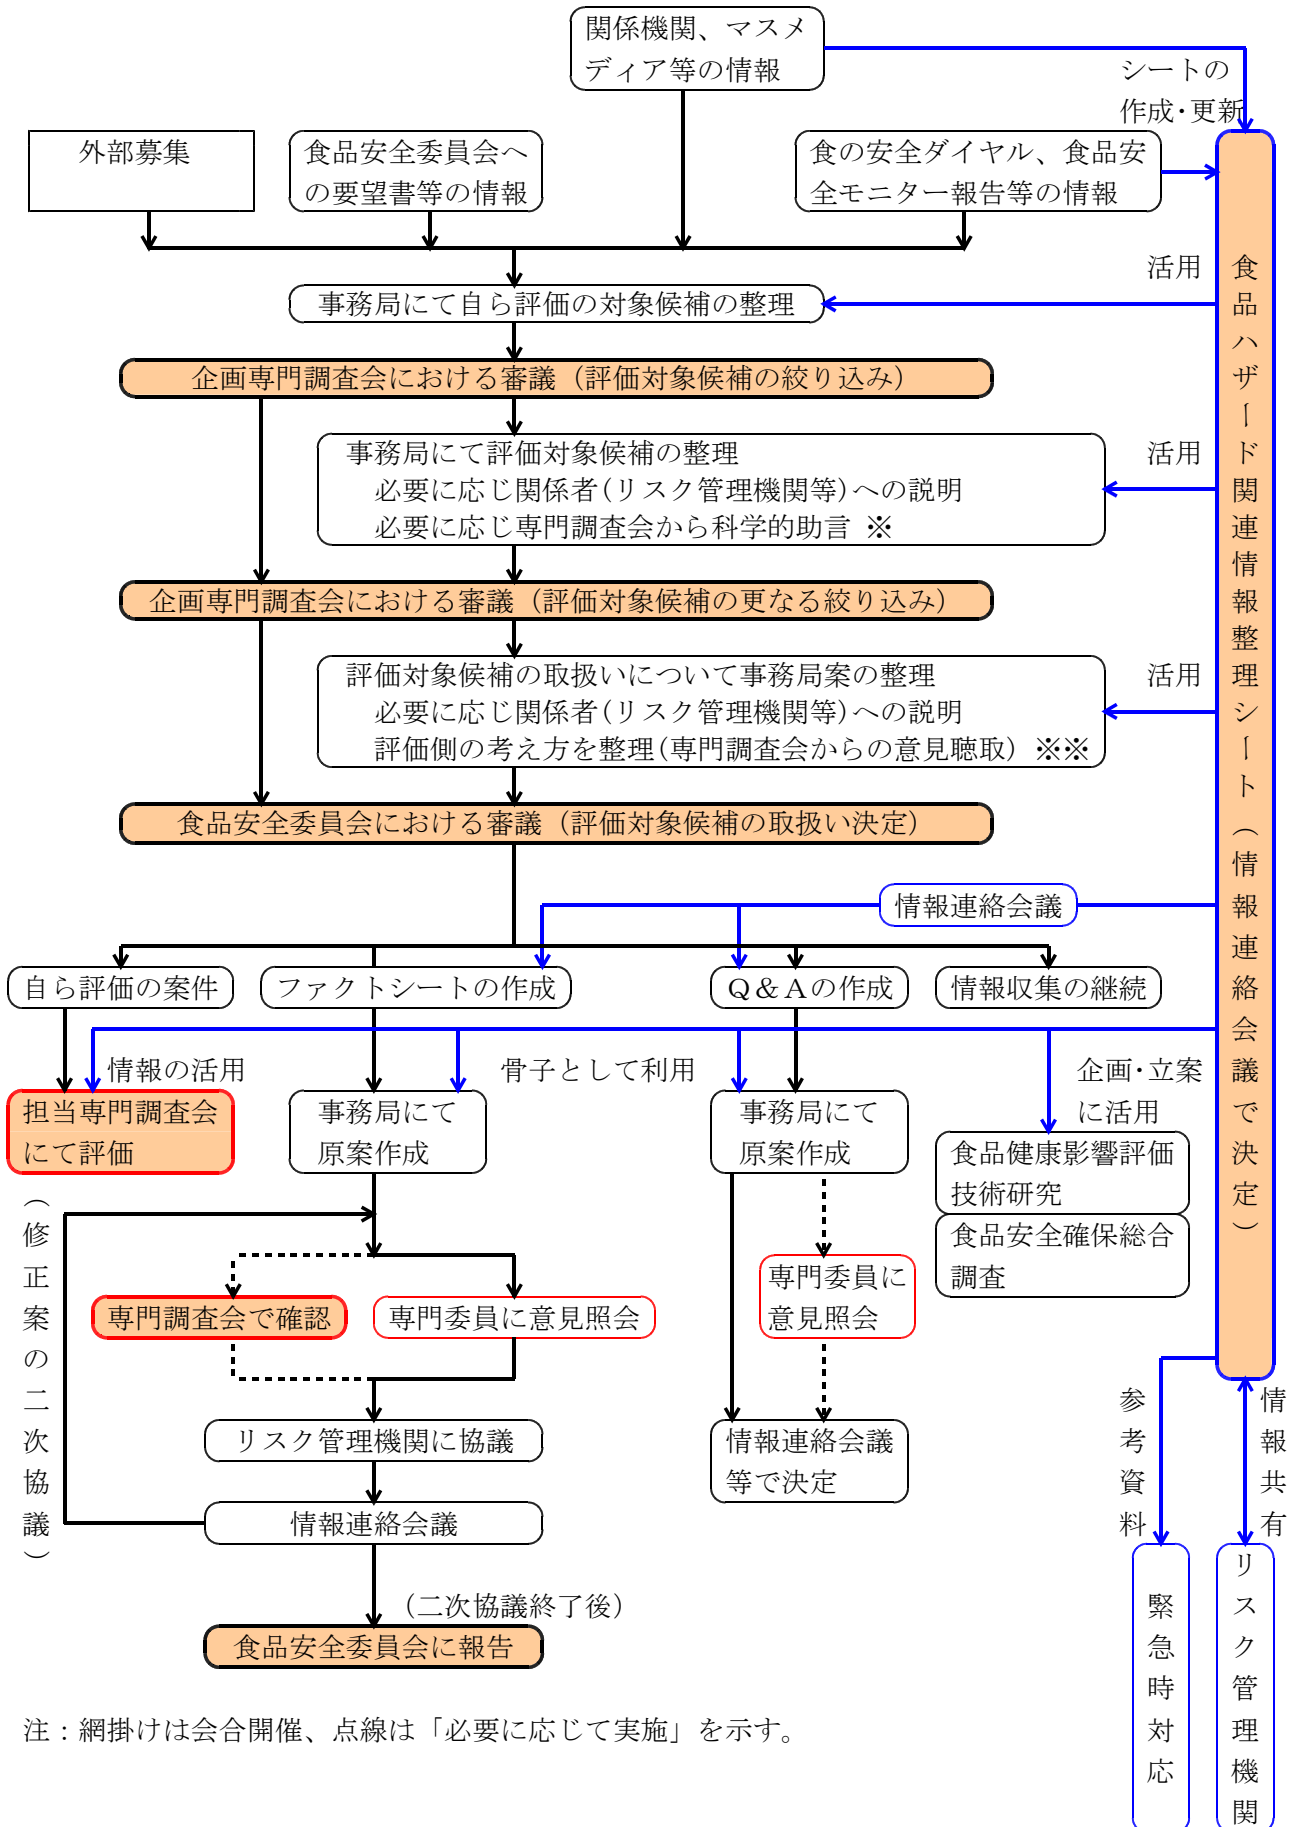 関係機関、マスメ
ディア等の情報
シートの
作成・更新
外部募集
食品安全委員会へ
の要望書等の情報
食の安全ダイヤル、食品安
全モニター報告等の情報
活用
事務局にて自ら評価の対象候補の整理
企画専門調査会における審議（評価対象候補の絞り込み）
事務局にて評価対象候補の整理
必要に応じ関係者（リスク管理機関等）への説明
必要に応じ専門調査会から科学的助言 ※
活用
企画専門調査会における審議（評価対象候補の更なる絞り込み）
評価対象候補の取扱いについて事務局案の整理
必要に応じ関係者（リスク管理機関等）への説明
評価側の考え方を整理（専門調査会からの意見聴取）※※
活用
食品安全委員会における審議（評価対象候補の取扱い決定）
食品ハザード関連情報整理シート（情報連絡会議で決定）
情報連絡会議
自ら評価の案件
ファクトシートの作成
Ｑ＆Ａの作成
情報収集の継続
情報の活用
骨子として利用
企画・立案
に活用
担当専門調査会
にて評価
事務局にて
原案作成
事務局にて
原案作成
食品健康影響評価
技術研究
食品安全確保総合
調査
（修正案の二次協議）
専門調査会で確認
専門委員に意見照会
専門委員に
意見照会
リスク管理機関に協議
情報連絡会議
等で決定
情報連絡会議
参考資料
情報共有
（二次協議終了後）
食品安全委員会に報告
緊急時対応
リスク管理機関
注：網掛けは会合開催、点線は「必要に応じて実施」を示す。